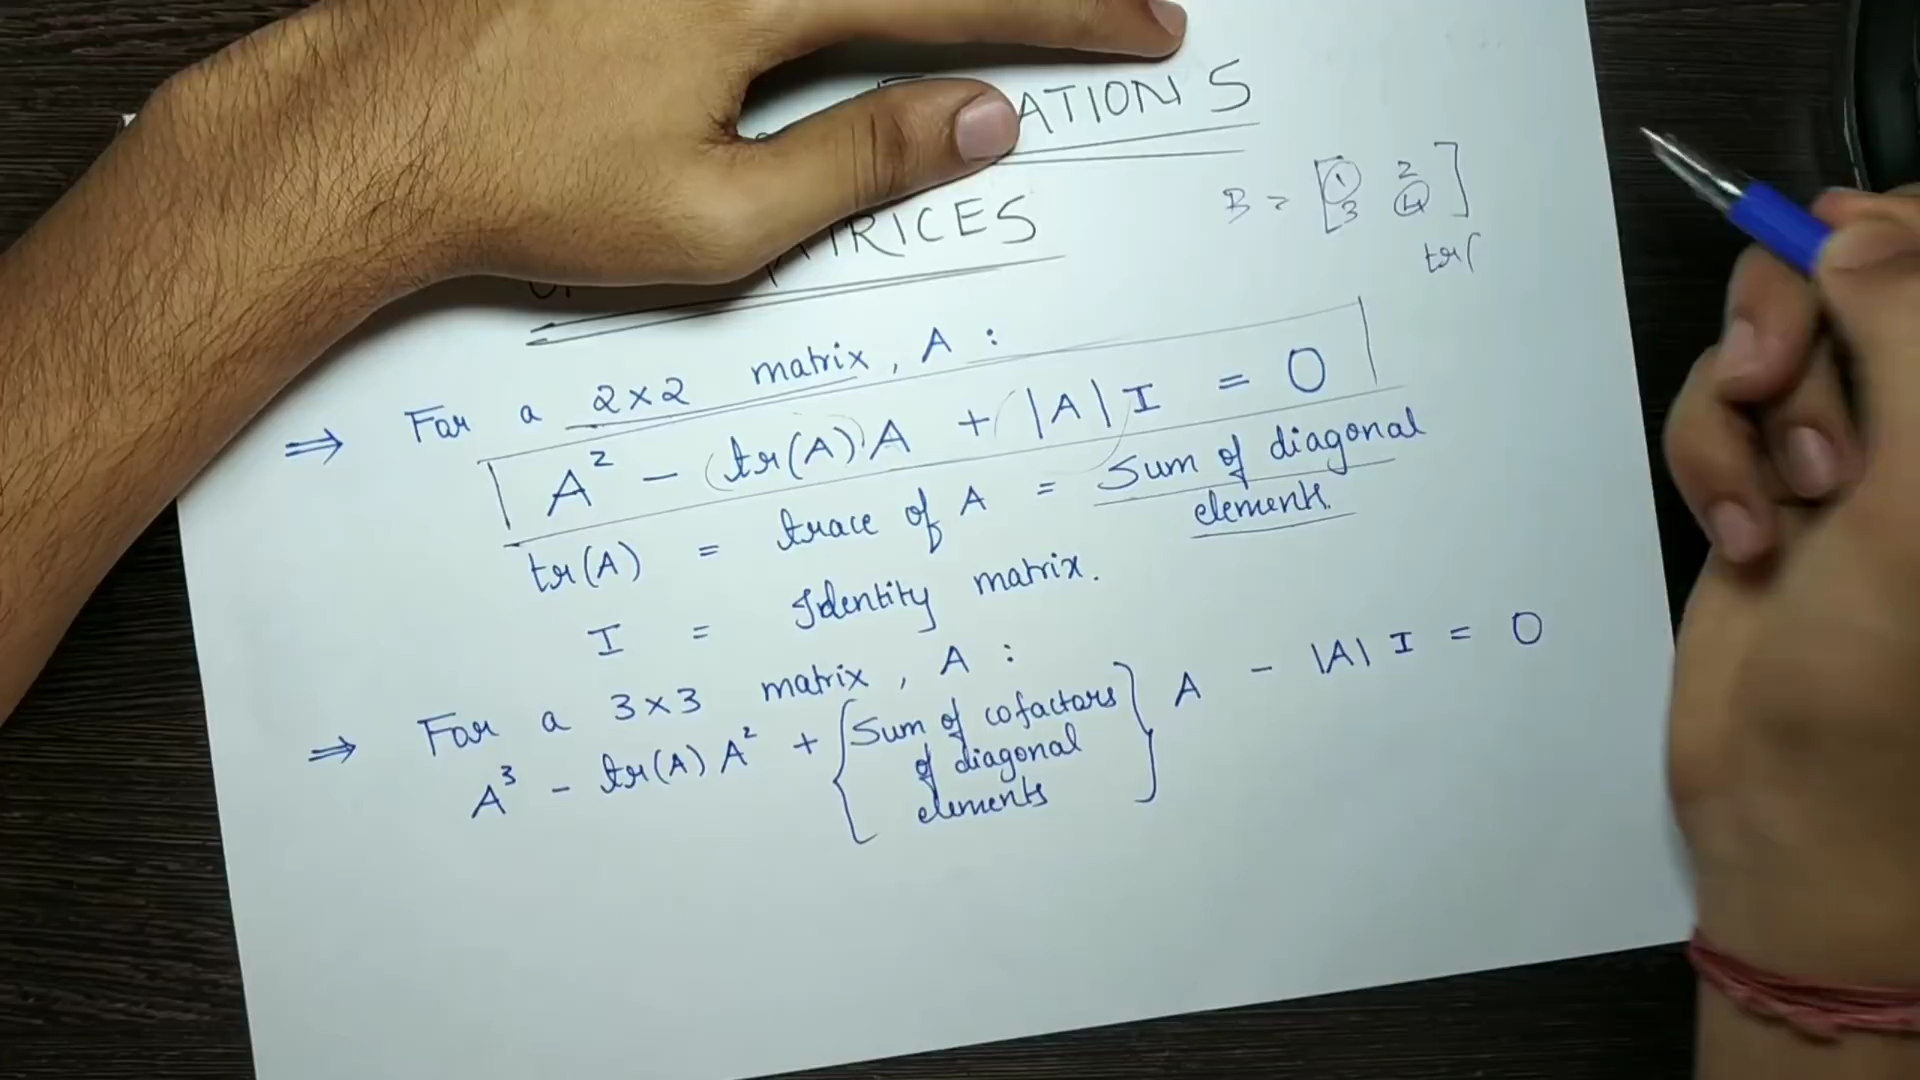 ATIONS
TRICES
B = [1 2
3 4]
tr(
⇒ For a 2×2 matrix, A :
A² - (tr(A))A + |A| I = 0
tr(A) = trace of A = Sum of diagonal
elements.
I = Identity matrix.
⇒ For a 3×3 matrix, A :
A³ - tr(A) A² + {Sum of cofactors
of diagonal
elements} A - |A| I = 0